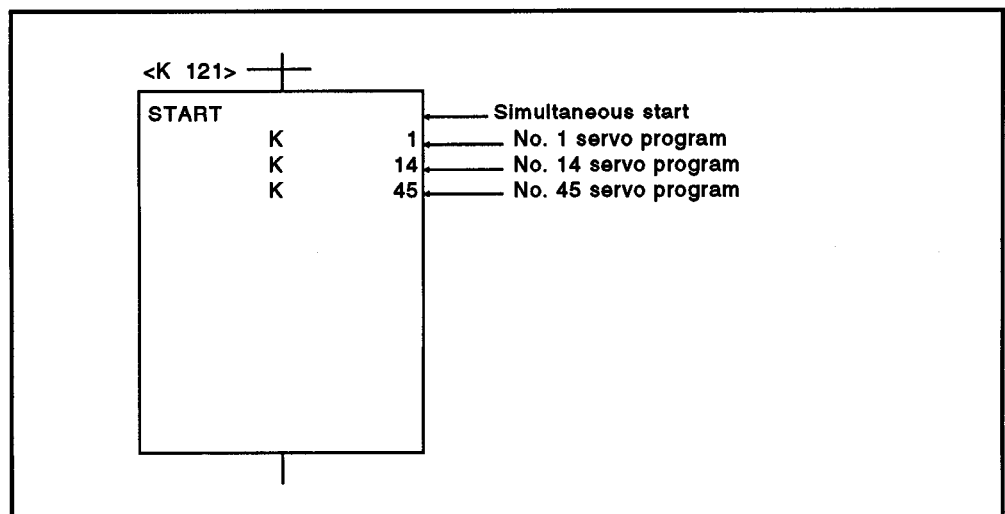 <K 121>
START Simultaneous start
K 1 No. 1 servo program
K 14 No. 14 servo program
K 45 No. 45 servo program